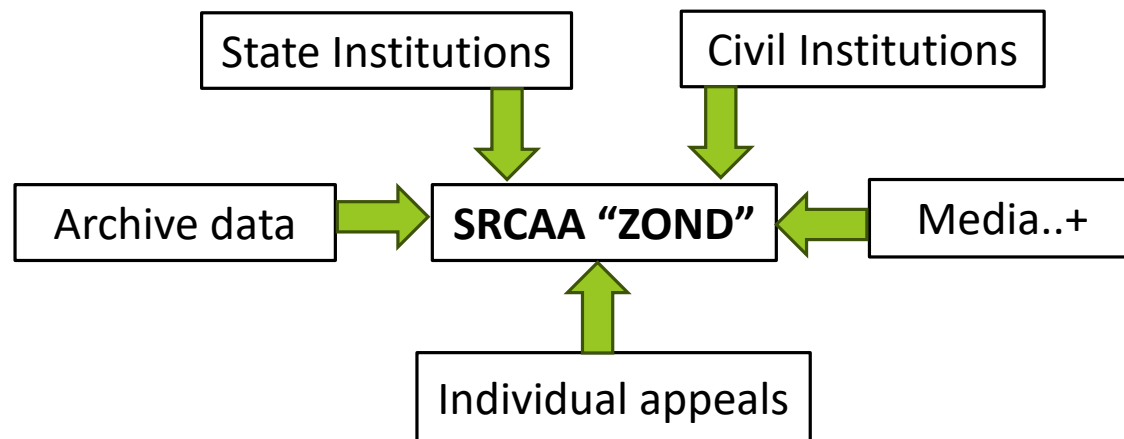 State Institutions
Civil Institutions
Archive data
SRCAA “ZOND”
Media..+
Individual appeals